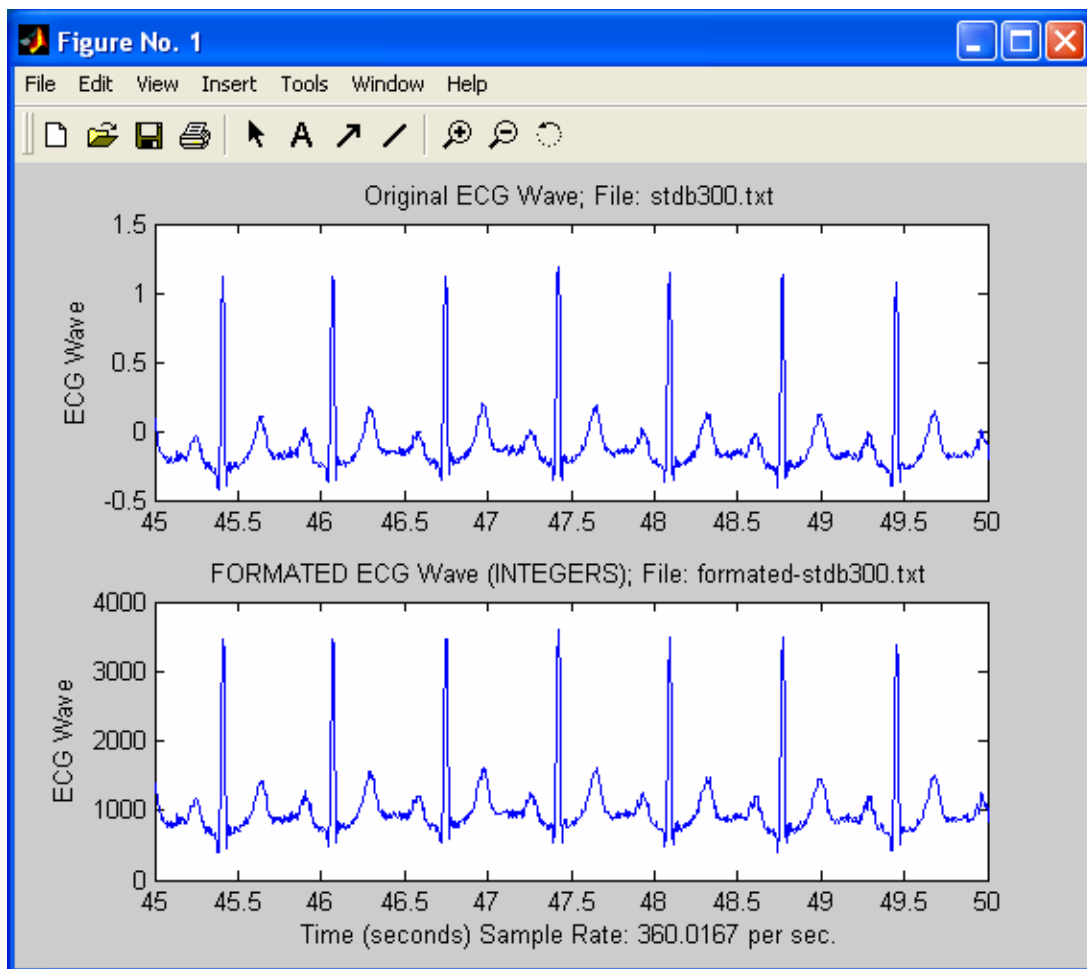 Figure No. 1
File Edit View Insert Tools Window Help
A
Original ECG Wave; File: stdb300.txt
ECG Wave
1.5
1
0.5
0
-0.5
45 45.5 46 46.5 47 47.5 48 48.5 49 49.5 50
FORMATED ECG Wave (INTEGERS); File: formated-stdb300.txt
ECG Wave
4000
3000
2000
1000
0
45 45.5 46 46.5 47 47.5 48 48.5 49 49.5 50
Time (seconds) Sample Rate: 360.0167 per sec.